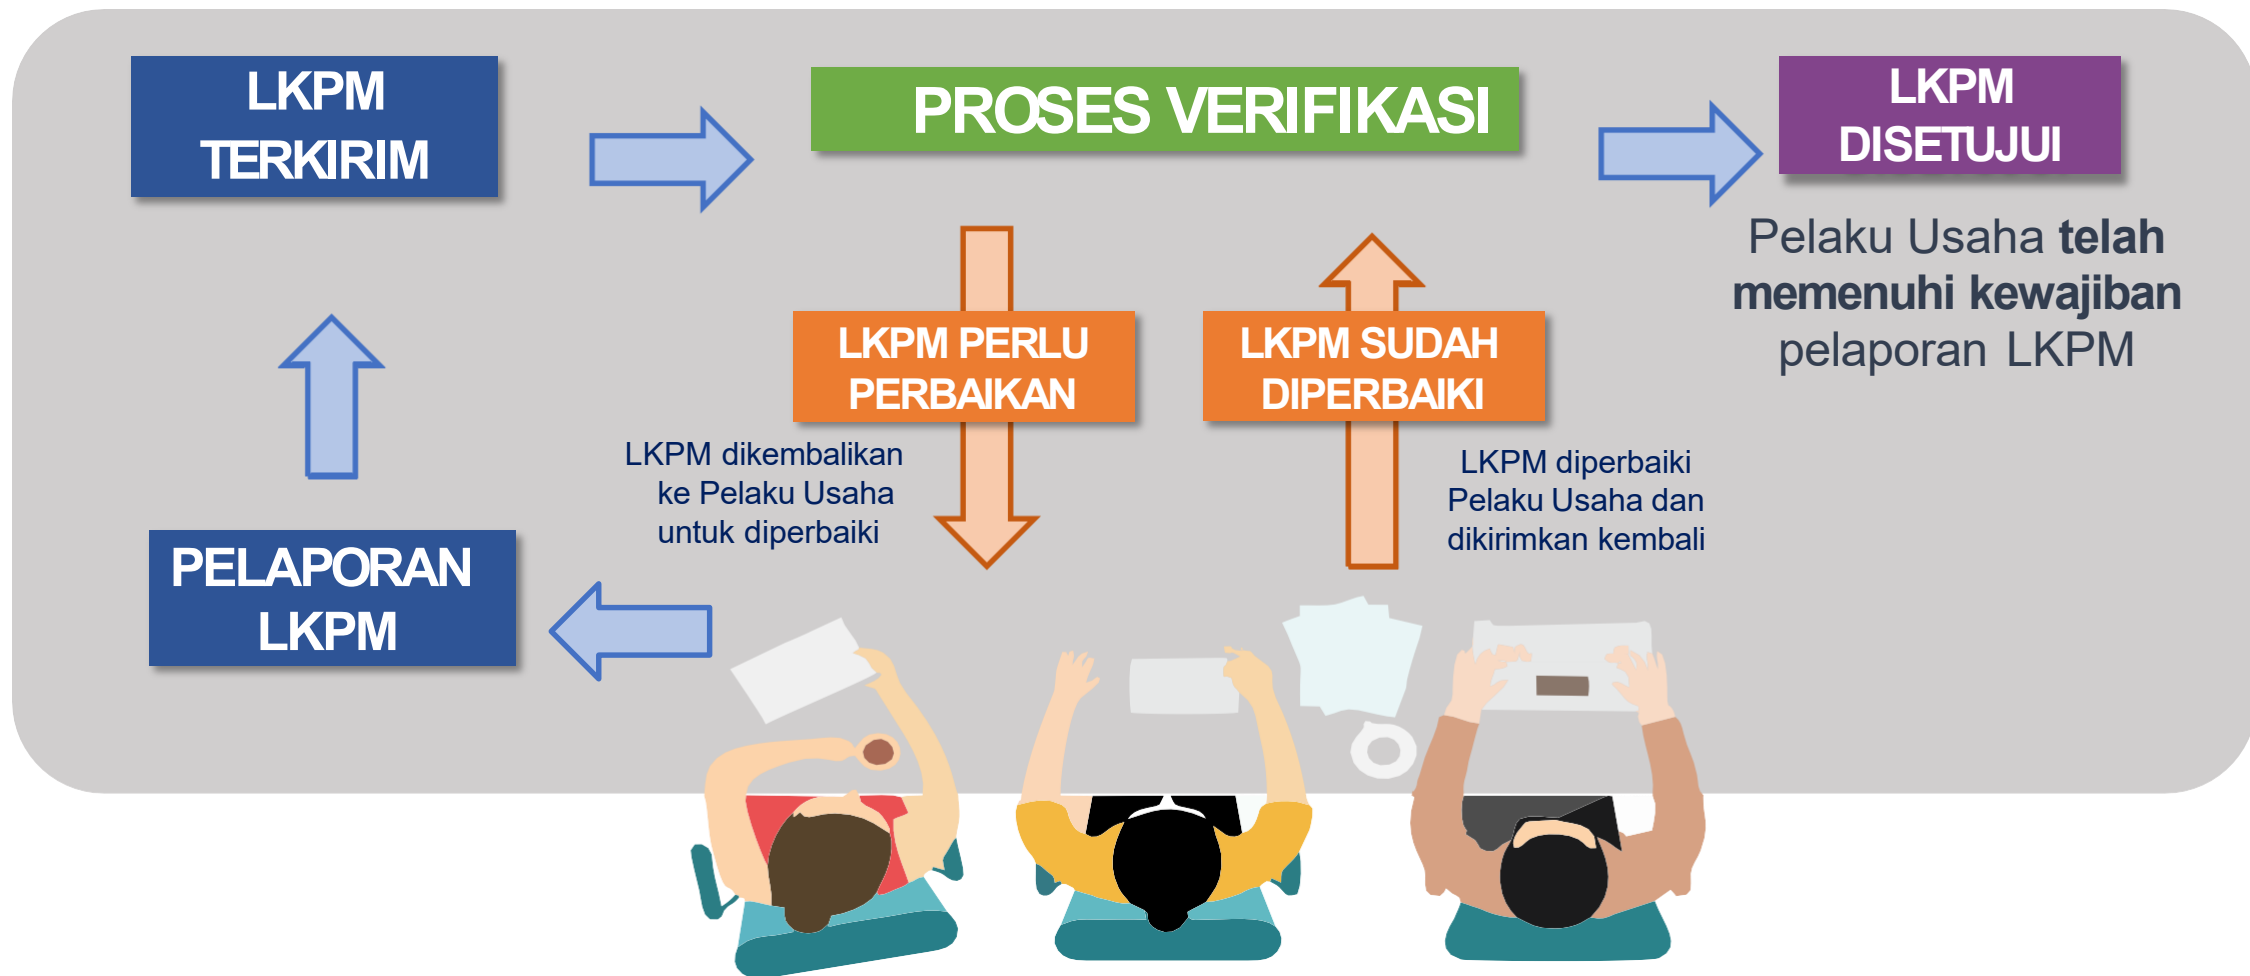 LKPM
TERKIRIM
PROSES VERIFIKASI
LKPM
DISETUJUI
Pelaku Usaha telah
memenuhi kewajiban
pelaporan LKPM
LKPM PERLU
PERBAIKAN
LKPM SUDAH
DIPERBAIKI
LKPM dikembalikan
ke Pelaku Usaha
untuk diperbaiki
LKPM diperbaiki
Pelaku Usaha dan
dikirimkan kembali
PELAPORAN
LKPM